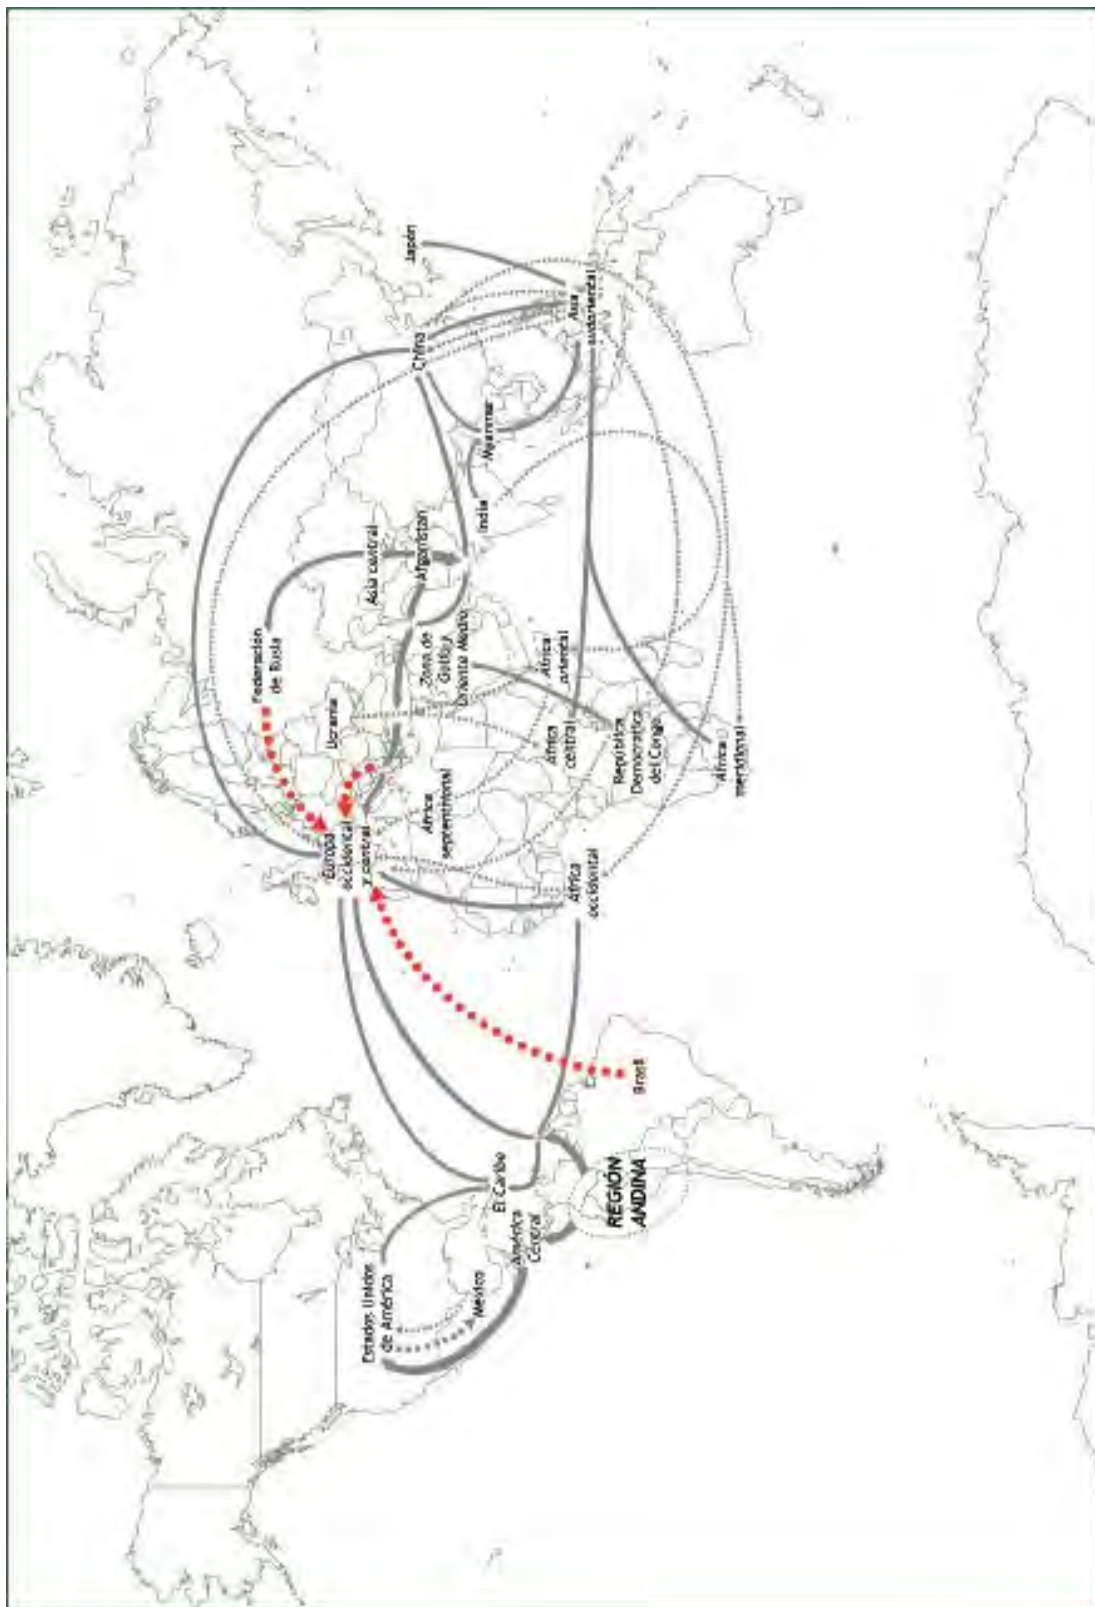 Estados Unidos
de América
México
América
Central
El Caribe
REGIÓN
ANDINA
Brasil
Europa
occidental
y central
África
occidental
África
septentrional
Federación
de Rusia
Ucrania
África
central
República
Democrática
del Congo
África
meridional
Zona de
Golfo y
Oriente Medio
África
oriental
Asia central
Afganistán
India
Myanmar
China
Japón
Asia
sudoriental